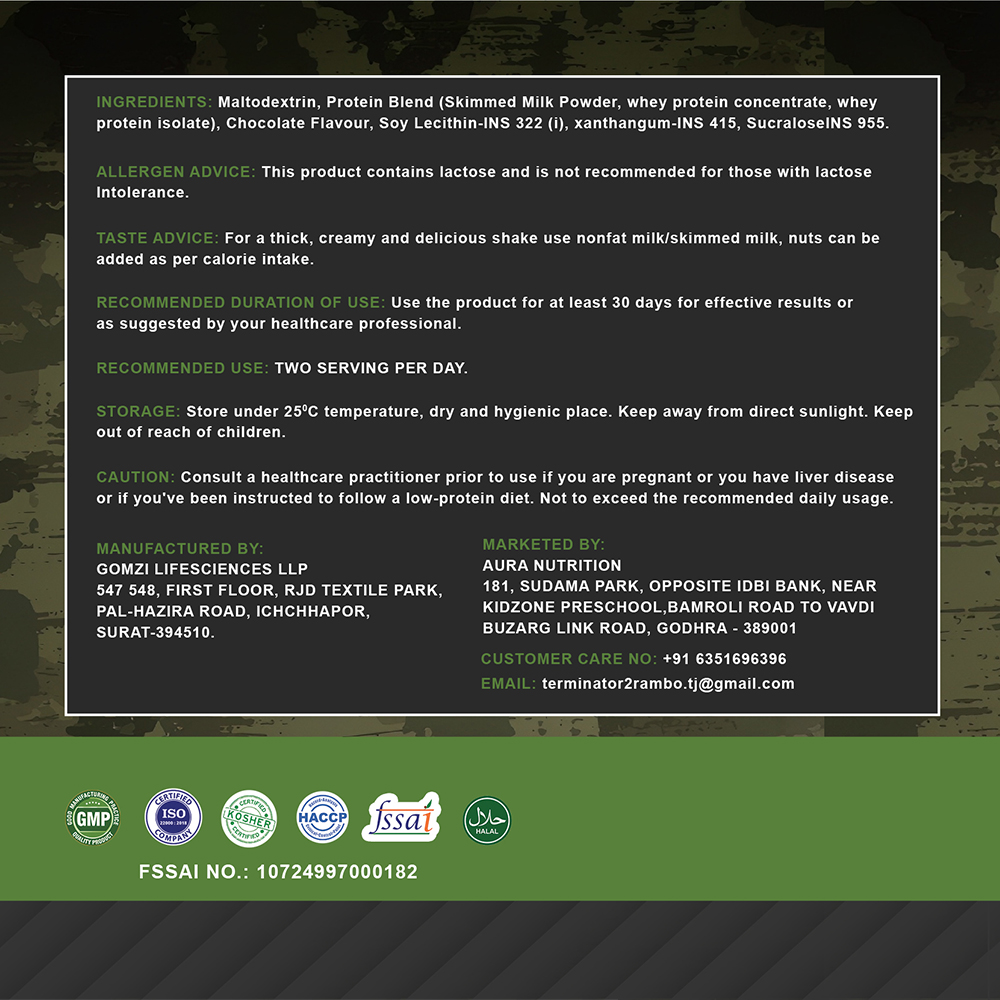 INGREDIENTS: Maltodextrin, Protein Blend (Skimmed Milk Powder, whey protein concentrate, whey
protein isolate), Chocolate Flavour, Soy Lecithin-INS 322 (i), xanthangum-INS 415, SucraloseINS 955.
ALLERGEN ADVICE: This product contains lactose and is not recommended for those with lactose
Intolerance.
TASTE ADVICE: For a thick, creamy and delicious shake use nonfat milk/skimmed milk, nuts can be
added as per calorie intake.
RECOMMENDED DURATION OF USE: Use the product for at least 30 days for effective results or
as suggested by your healthcare professional.
RECOMMENDED USE: TWO SERVING PER DAY.
STORAGE: Store under 25⁰C temperature, dry and hygienic place. Keep away from direct sunlight. Keep
out of reach of children.
CAUTION: Consult a healthcare practitioner prior to use if you are pregnant or you have liver disease
or if you've been instructed to follow a low-protein diet. Not to exceed the recommended daily usage.
MANUFACTURED BY:
GOMZI LIFESCIENCES LLP
547 548, FIRST FLOOR, RJD TEXTILE PARK,
PAL-HAZIRA ROAD, ICHCHHAPOR,
SURAT-394510.
MARKETED BY:
AURA NUTRITION
181, SUDAMA PARK, OPPOSITE IDBI BANK, NEAR
KIDZONE PRESCHOOL,BAMROLI ROAD TO VAVDI
BUZARG LINK ROAD, GODHRA - 389001
CUSTOMER CARE NO: +91 6351696396
EMAIL: terminator2rambo.tj@gmail.com
GOOD MANUFACTURING PRACTICE
GMP
QUALITY PRODUCT
CERTIFIED
ISO
22000 : 2018
COMPANY
CERTIFIED
KOSHER
CERTIFIED
HACCP
fssai
حلال
HALAL
FSSAI NO.: 10724997000182